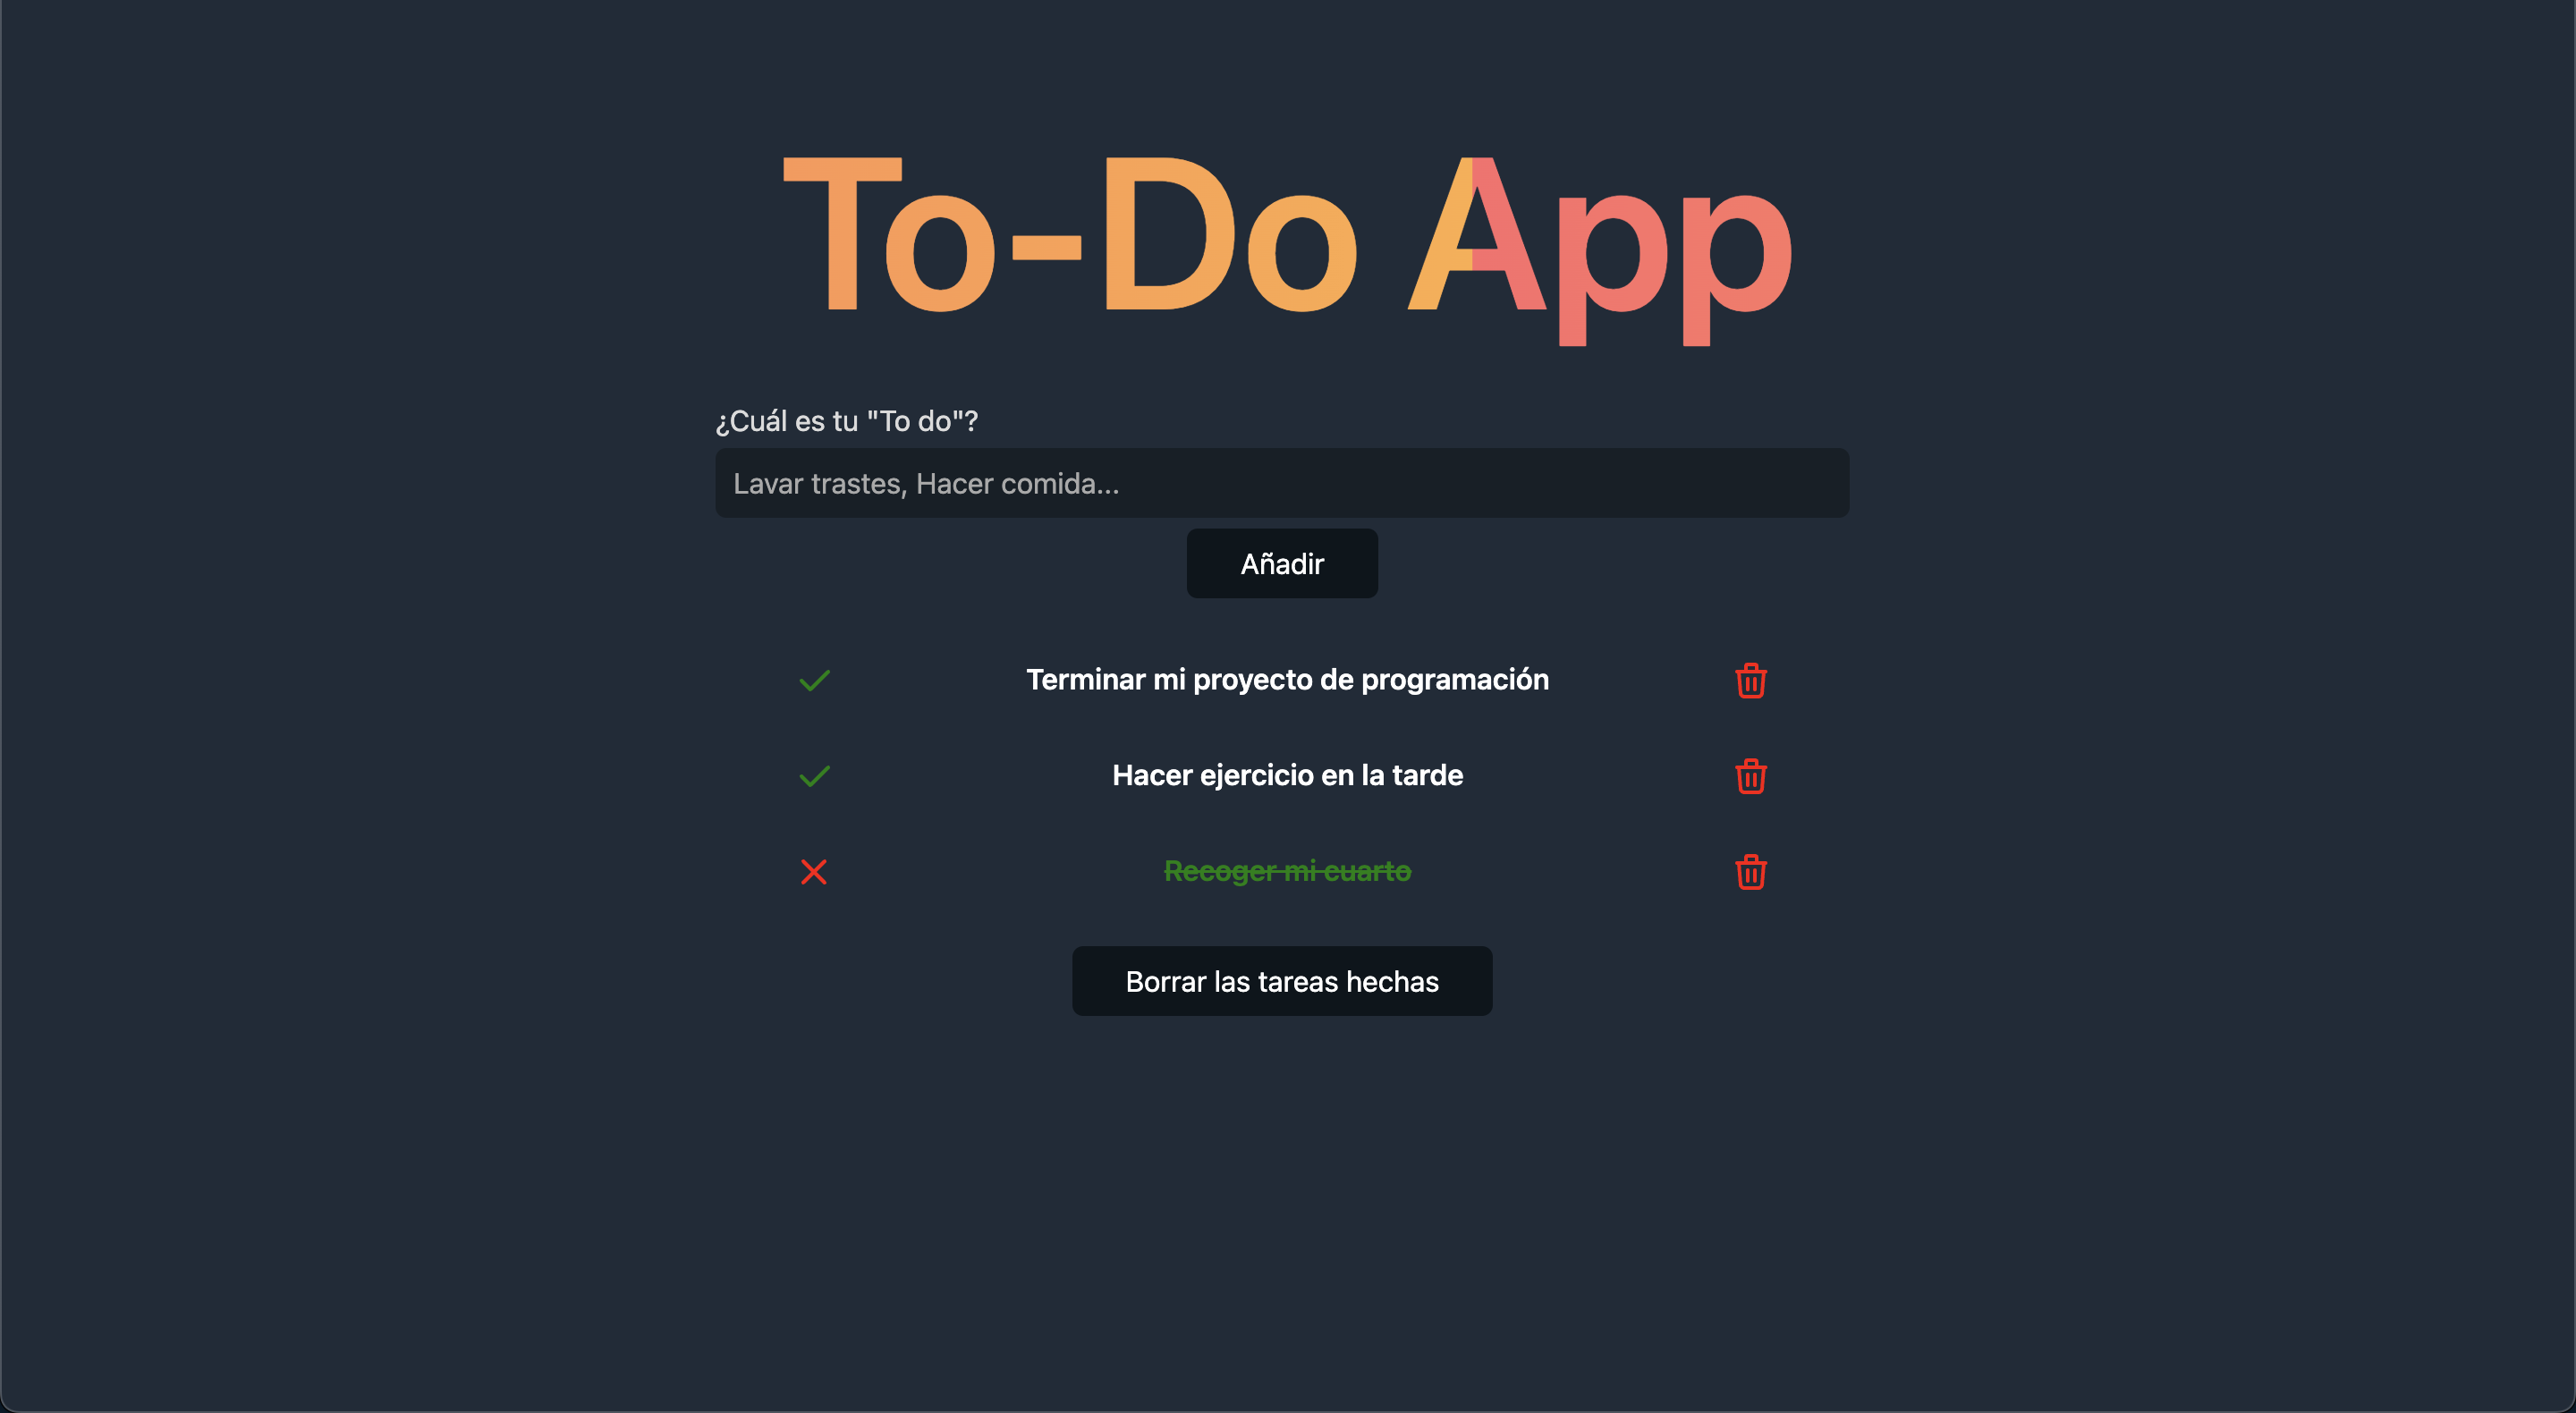 To-Do App
¿Cuál es tu "To do"?
Lavar trastes, Hacer comida...
Añadir
Terminar mi proyecto de programación
Hacer ejercicio en la tarde
Recoger mi cuarto
Borrar las tareas hechas